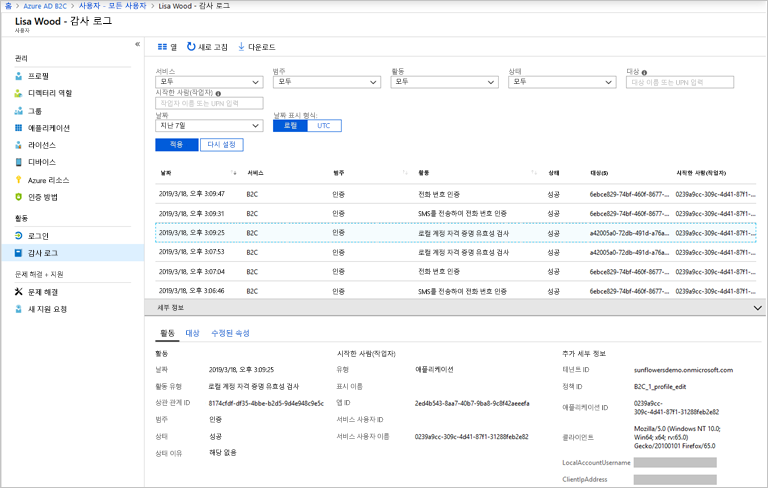 홈 > Azure AD B2C > 사용자 - 모든 사용자 > Lisa Wood - 감사 로그
Lisa Wood - 감사 로그
사용자
«
관리
프로필
디렉터리 역할
그룹
애플리케이션
라이선스
디바이스
Azure 리소스
인증 방법
활동
로그인
감사 로그
문제 해결 + 지원
문제 해결
새 지원 요청
열 새로 고침 다운로드
서비스 범주 활동 상태 대상
모두 모두 모두 모두 대상 이름 또는 UPN 입력
시작한 사람(작업자)
작업자 이름 또는 UPN 입력
날짜 날짜 표시 형식:
지난 7일 로컬 UTC
적용 다시 설정
날짜 서비스 범주 활동 상태 대상(S) 시작한 사람(작업자)
2019/3/18, 오후 3:09:47 B2C 인증 전화 번호 인증 성공 6ebce829-74bf-460f-8677-... 0239a9cc-309c-4d41-87f1-...
2019/3/18, 오후 3:09:31 B2C 인증 SMS를 전송하여 전화 번호 인증 성공 6ebce829-74bf-460f-8677-... 0239a9cc-309c-4d41-87f1-...
2019/3/18, 오후 3:09:25 B2C 인증 로컬 계정 자격 증명 유효성 검사 성공 a42005a0-72db-491d-a76a... 0239a9cc-309c-4d41-87f1-...
2019/3/18, 오후 3:07:53 B2C 인증 로컬 계정 자격 증명 유효성 검사 성공 a42005a0-72db-491d-a76a... 0239a9cc-309c-4d41-87f1-...
2019/3/18, 오후 3:07:04 B2C 인증 전화 번호 인증 성공 6ebce829-74bf-460f-8677-... 0239a9cc-309c-4d41-87f1-...
2019/3/18, 오후 3:06:46 B2C 인증 SMS를 전송하여 전화 번호 인증 성공 6ebce829-74bf-460f-8677-... 0239a9cc-309c-4d41-87f1-...
세부 정보
활동 대상 수정된 속성
활동 시작한 사람(작업자) 추가 세부 정보
날짜 2019/3/18, 오후 3:09:25 유형 애플리케이션 테넌트 ID sunflowersdemo.onmicrosoft.com
활동 유형 로컬 계정 자격 증명 유효성 검사 표시 이름 정책 ID B2C_1_profile_edit
상관 관계 ID 8174cfdf-df35-4bbe-b2d5-9d4e948c9e5c 앱 ID 2ed4b543-8aa7-40b7-9ba8-9c8f42aeeefa 애플리케이션 ID 0239a9cc-
309c-4d41-87f1-31288feb2e82
범주 인증 서비스 사용자 ID
상태 성공 서비스 사용자 이름 0239a9cc-309c-4d41-87f1-31288feb2e82 클라이언트 Mozilla/5.0 (Windows NT 10.0;
Win64; x64; rv:65.0)
Gecko/20100101 Firefox/65.0
상태 이유 해당 없음
LocalAccountUsername
ClientIpAddress